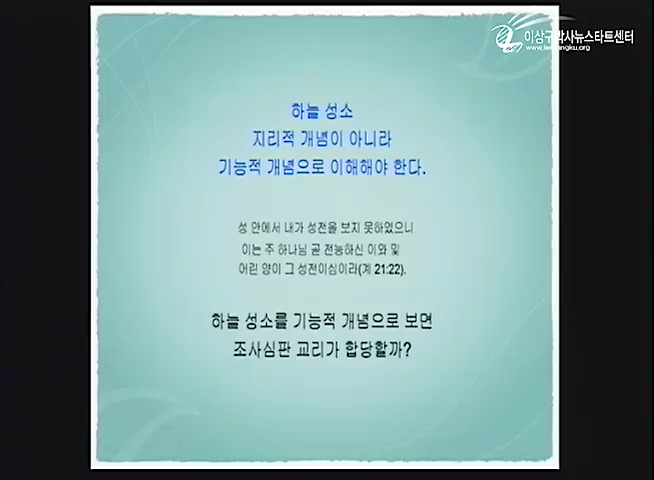 이상구박사뉴스타트센터
하늘 성소
지리적 개념이 아니라
기능적 개념으로 이해해야 한다.
성 안에서 내가 성전을 보지 못하였으니
이는 주 하나님 곧 전능하신 이와 및
어린 양이 그 성전이심이라(계 21:22).
하늘 성소를 기능적 개념으로 보면
조사심판 교리가 합당할까?